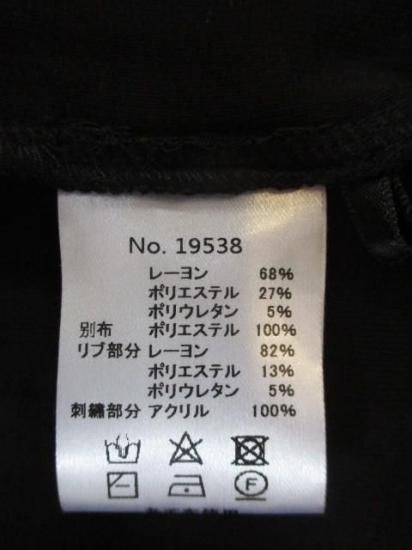 No. 19538
レーヨン 68%
ポリエステル 27%
ポリウレタン 5%
別布 ポリエステル 100%
リブ部分 レーヨン 82%
ポリエステル 13%
ポリウレタン 5%
刺繍部分 アクリル 100%
F